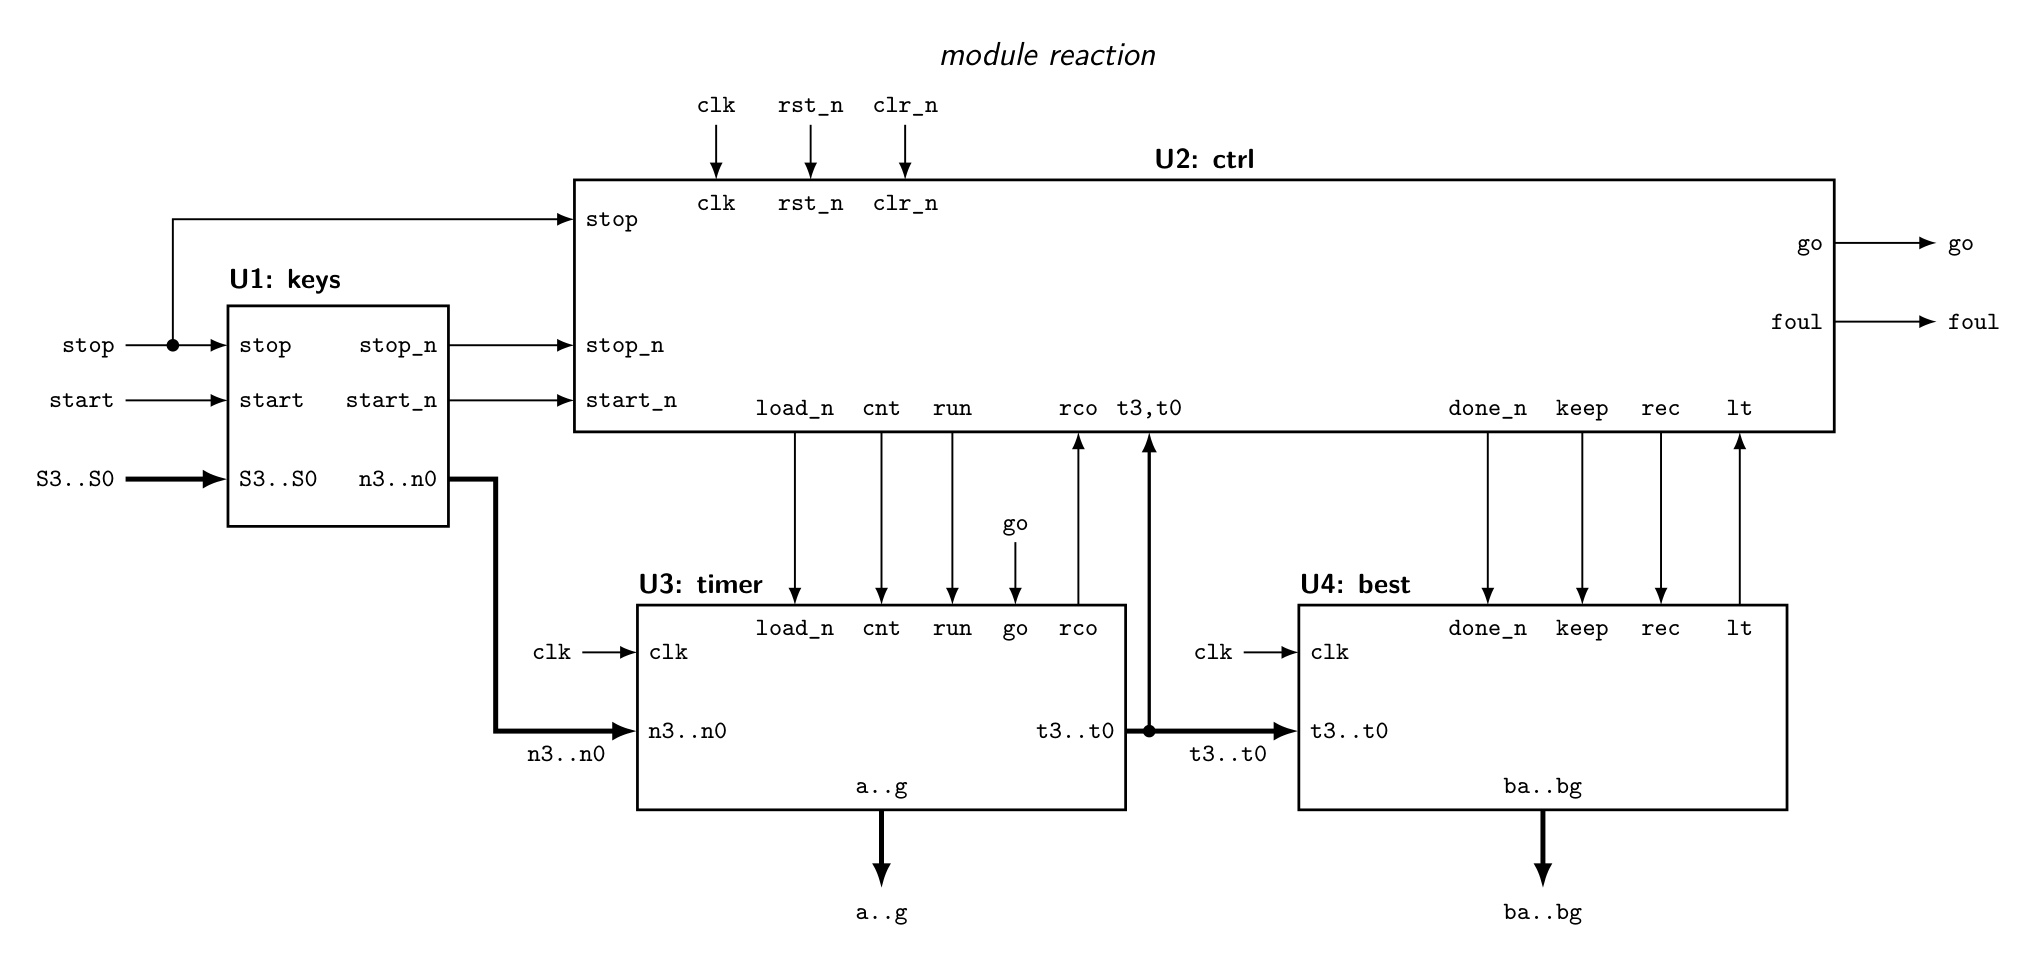 module reaction
clk rst_n clr_n
U2: ctrl
clk rst_n clr_n
stop
go go
U1: keys
foul foul
stop stop stop_n stop_n
start start start_n start_n
load_n cnt run rco t3,t0 done_n keep rec lt
S3..S0 S3..S0 n3..n0
go
U3: timer U4: best
load_n cnt run go rco done_n keep rec lt
clk clk clk clk
n3..n0 t3..t0 t3..t0
n3..n0 t3..t0
a..g ba..bg
a..g ba..bg